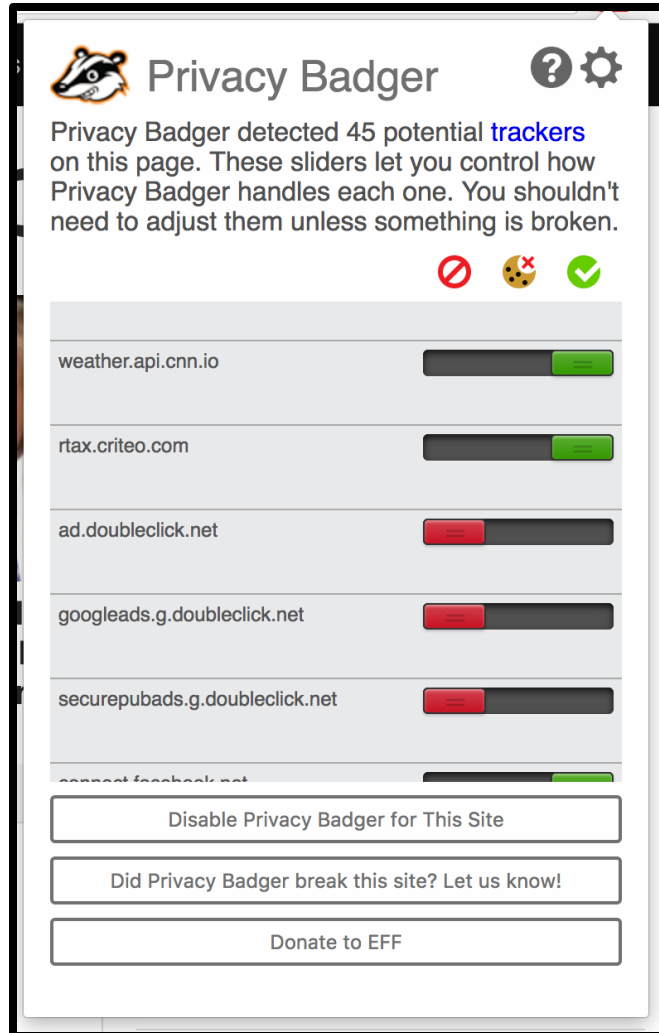 Privacy Badger
Privacy Badger detected 45 potential trackers
on this page. These sliders let you control how
Privacy Badger handles each one. You shouldn't
need to adjust them unless something is broken.
weather.api.cnn.io
rtax.criteo.com
ad.doubleclick.net
googleads.g.doubleclick.net
securepubads.g.doubleclick.net
connect.facebook.net
Disable Privacy Badger for This Site
Did Privacy Badger break this site? Let us know!
Donate to EFF